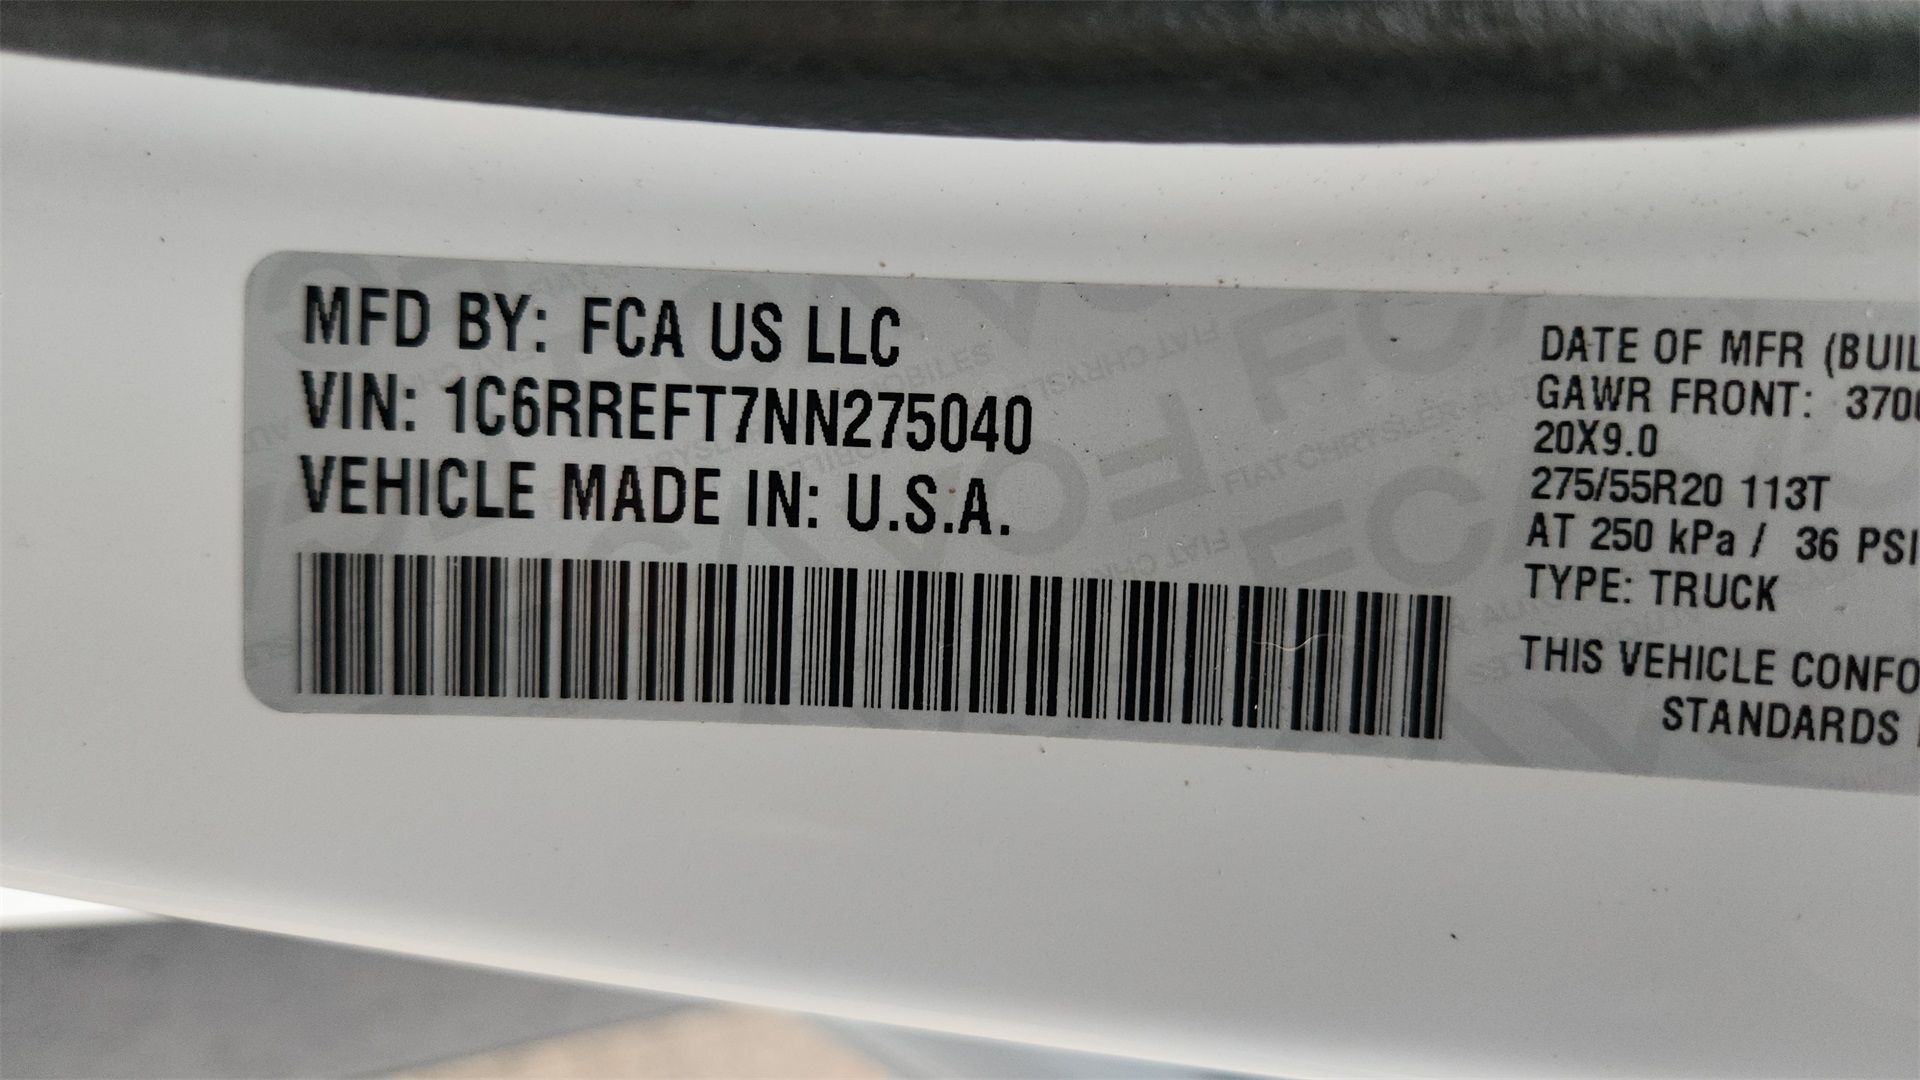 MFD BY: FCA US LLC
VIN: 1C6RREFT7NN275040
VEHICLE MADE IN: U.S.A.
DATE OF MFR (BUIL
GAWR FRONT: 3700
20X9.0
275/55R20 113T
AT 250 kPa / 36 PSI
TYPE: TRUCK
THIS VEHICLE CONFO
STANDARDS